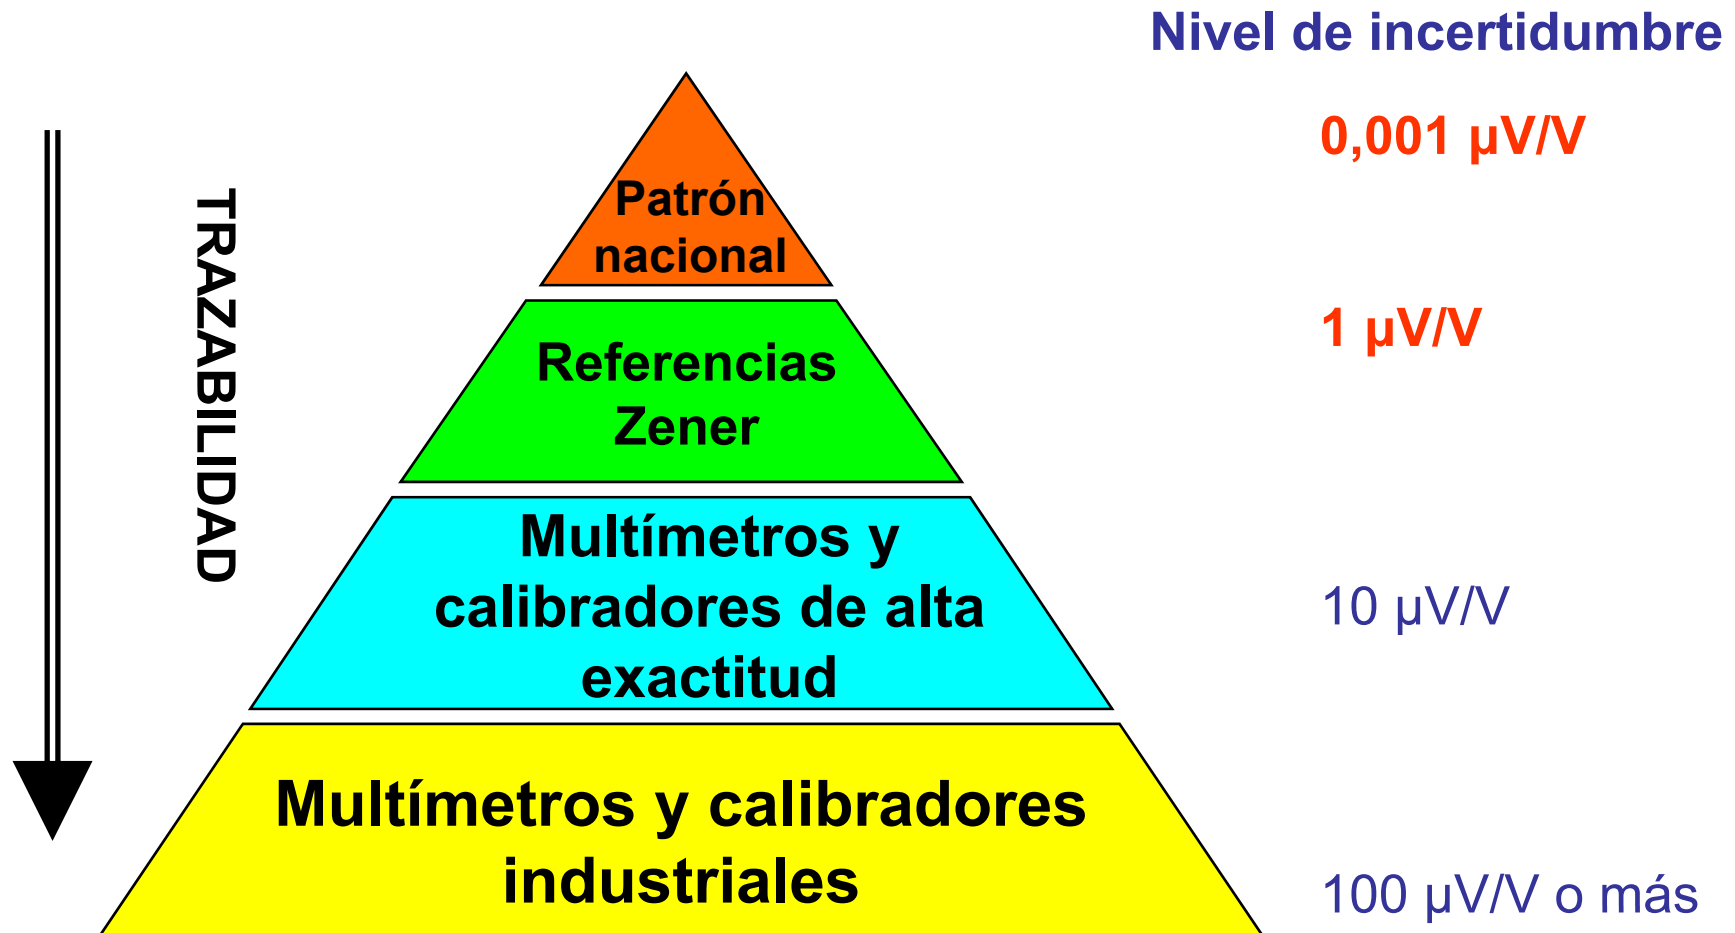 Nivel de incertidumbre
TRAZABILIDAD
Patrón
nacional
0,001 µV/V
Referencias
Zener
1 µV/V
Multímetros y
calibradores de alta
exactitud
10 µV/V
Multímetros y calibradores
industriales
100 µV/V o más